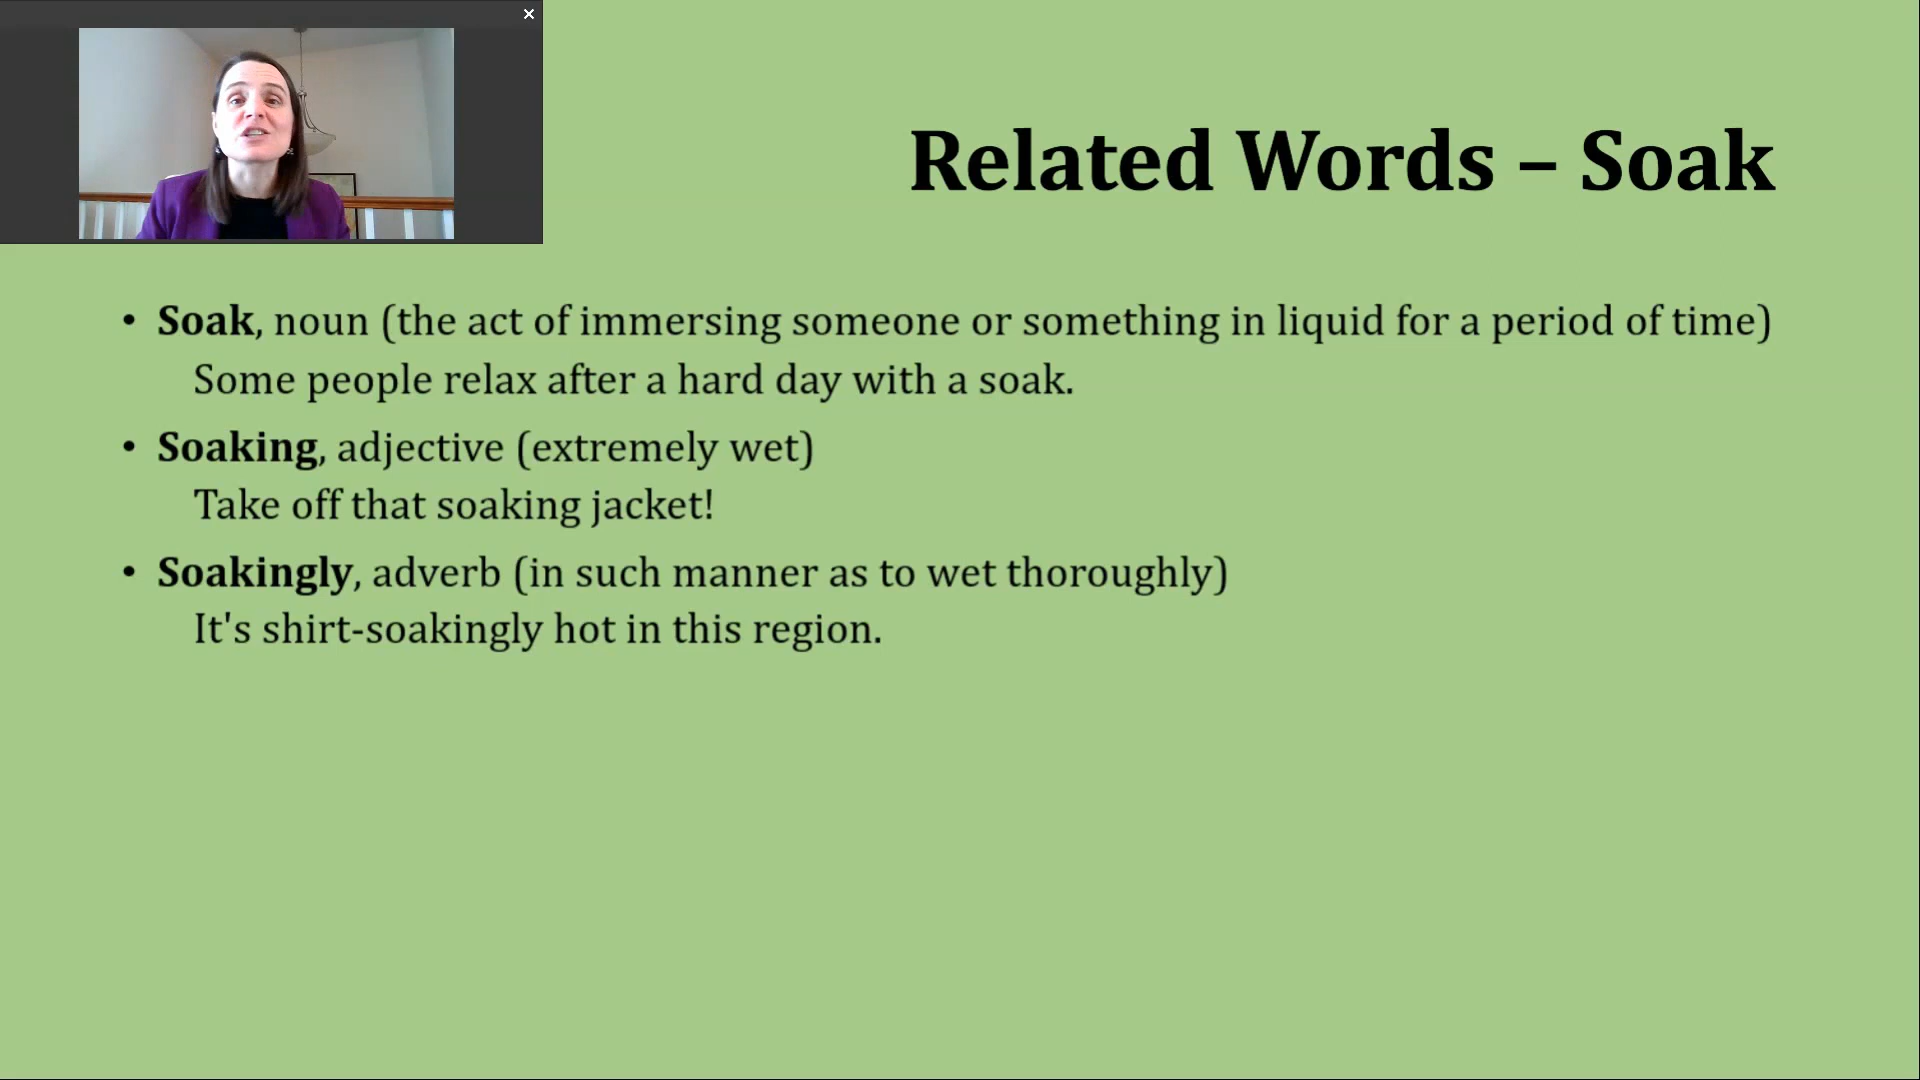 Related Words – Soak
• Soak, noun (the act of immersing someone or something in liquid for a period of time)
Some people relax after a hard day with a soak.
• Soaking, adjective (extremely wet)
Take off that soaking jacket!
• Soakingly, adverb (in such manner as to wet thoroughly)
It's shirt-soakingly hot in this region.